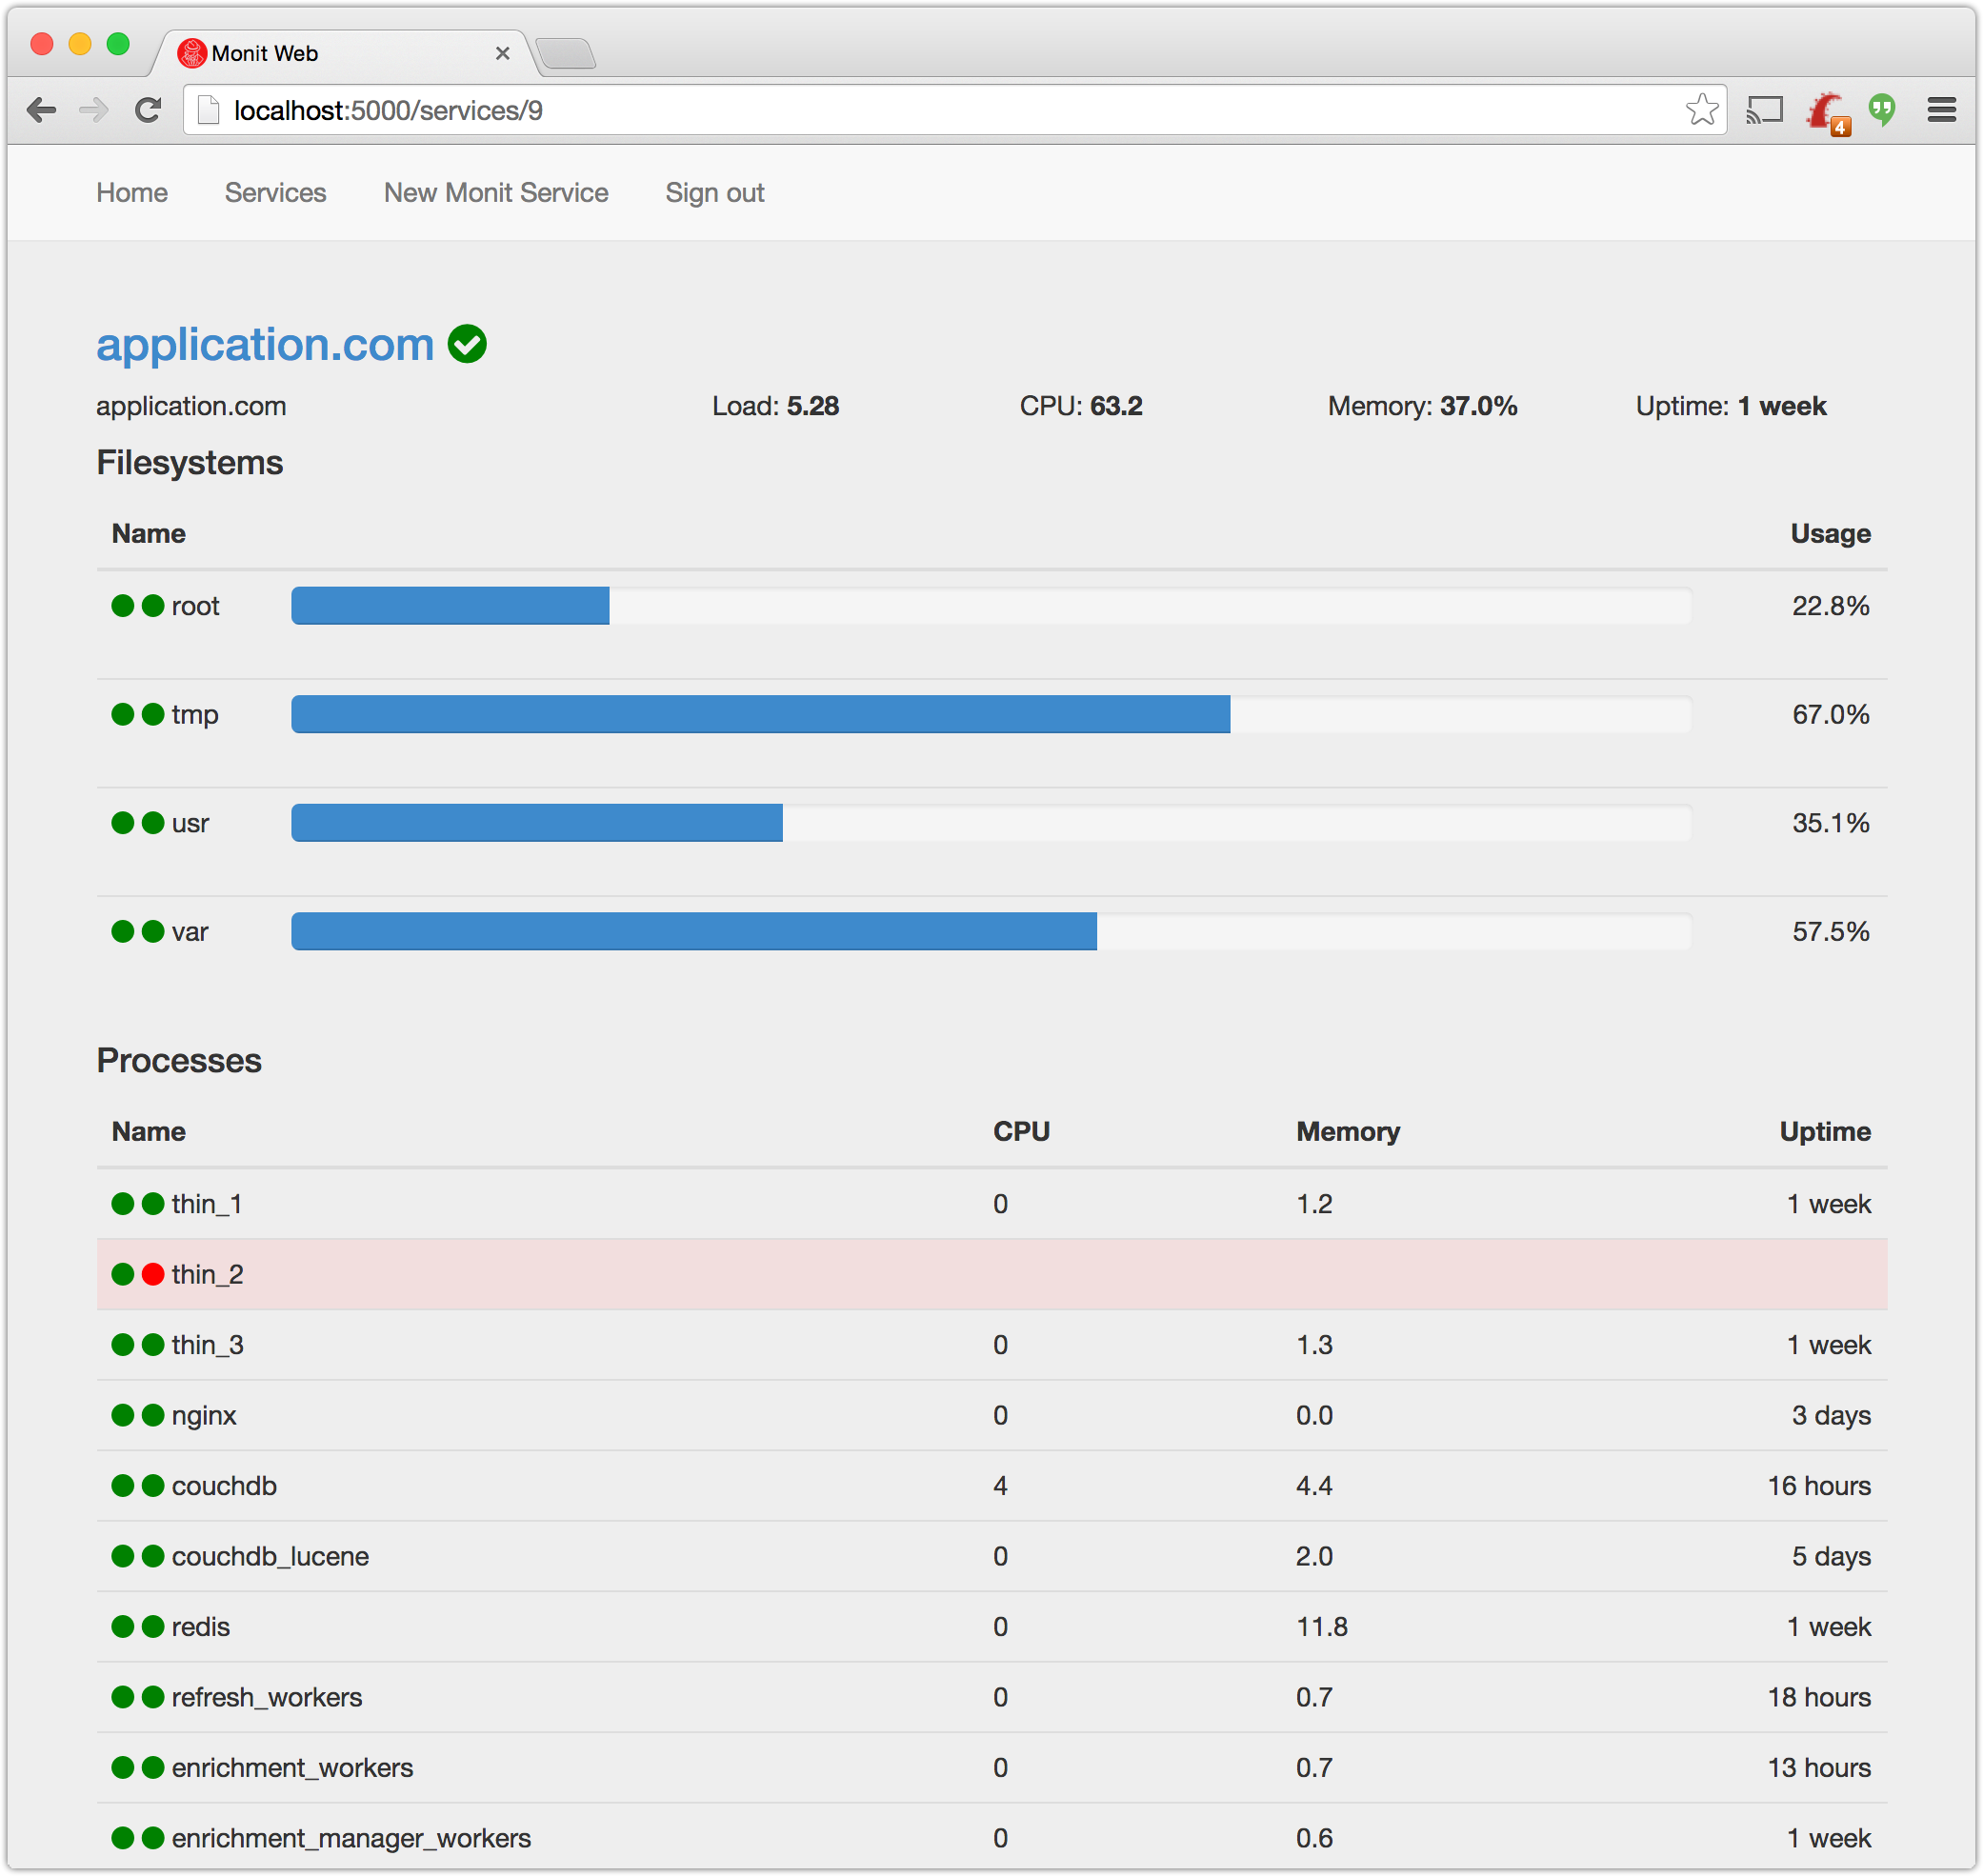 Monit Web
localhost:5000/services/9
4
Home Services New Monit Service Sign out
application.com
application.com Load: 5.28 CPU: 63.2 Memory: 37.0% Uptime: 1 week
Filesystems
Name Usage
root 22.8%
tmp 67.0%
usr 35.1%
var 57.5%
Processes
Name CPU Memory Uptime
thin_1 0 1.2 1 week
thin_2
thin_3 0 1.3 1 week
nginx 0 0.0 3 days
couchdb 4 4.4 16 hours
couchdb_lucene 0 2.0 5 days
redis 0 11.8 1 week
refresh_workers 0 0.7 18 hours
enrichment_workers 0 0.7 13 hours
enrichment_manager_workers 0 0.6 1 week